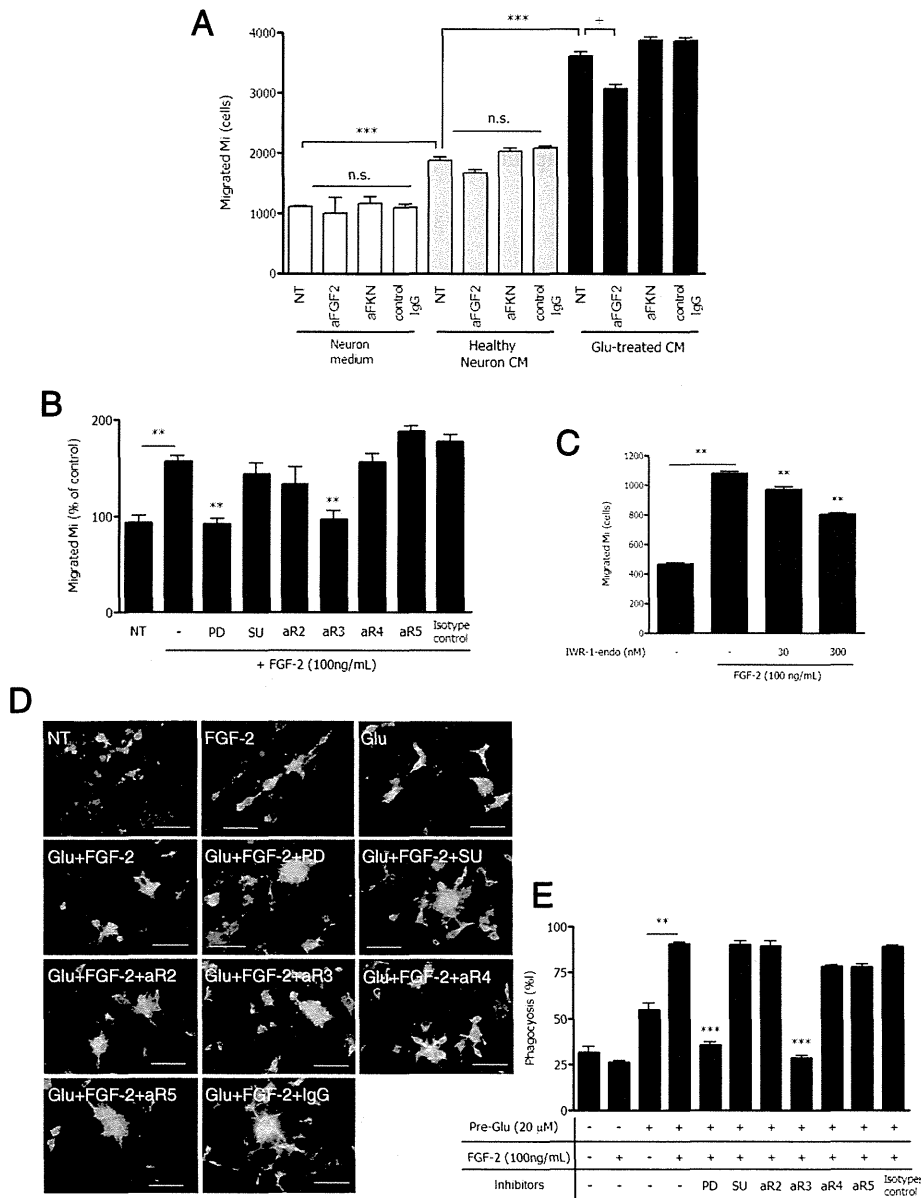 A
4000
3000
2000
1000
0
Migrated Mi (cells)
***
n.s.
***
n.s.
+
NT
aFGF2
aFKN
control IgG
NT
aFGF2
aFKN
control IgG
NT
aFGF2
aFKN
control IgG
Neuron medium
Healthy Neuron CM
Glu-treated CM
B
200
100
0
Migrated Mi (% of control)
**
**
**
NT - PD SU aR2 aR3 aR4 aR5 Isotype control
+ FGF-2 (100ng/mL)
C
1200
1000
800
600
400
200
0
Migrated Mi (cells)
**
**
**
IWR-1-endo (nM) - - 30 300
FGF-2 (100 ng/mL)
D
NT
FGF-2
Glu
Glu+FGF-2
Glu+FGF-2+PD
Glu+FGF-2+SU
Glu+FGF-2+aR2
Glu+FGF-2+aR3
Glu+FGF-2+aR4
Glu+FGF-2+aR5
Glu+FGF-2+IgG
E
100
75
50
25
0
Phagocyosis (%)
**
***
***
Pre-Glu (20 μM) - - + + + + + + + + +
FGF-2 (100ng/mL) - + - + + + + + + + +
Inhibitors - - - - PD SU aR2 aR3 aR4 aR5 Isotype control